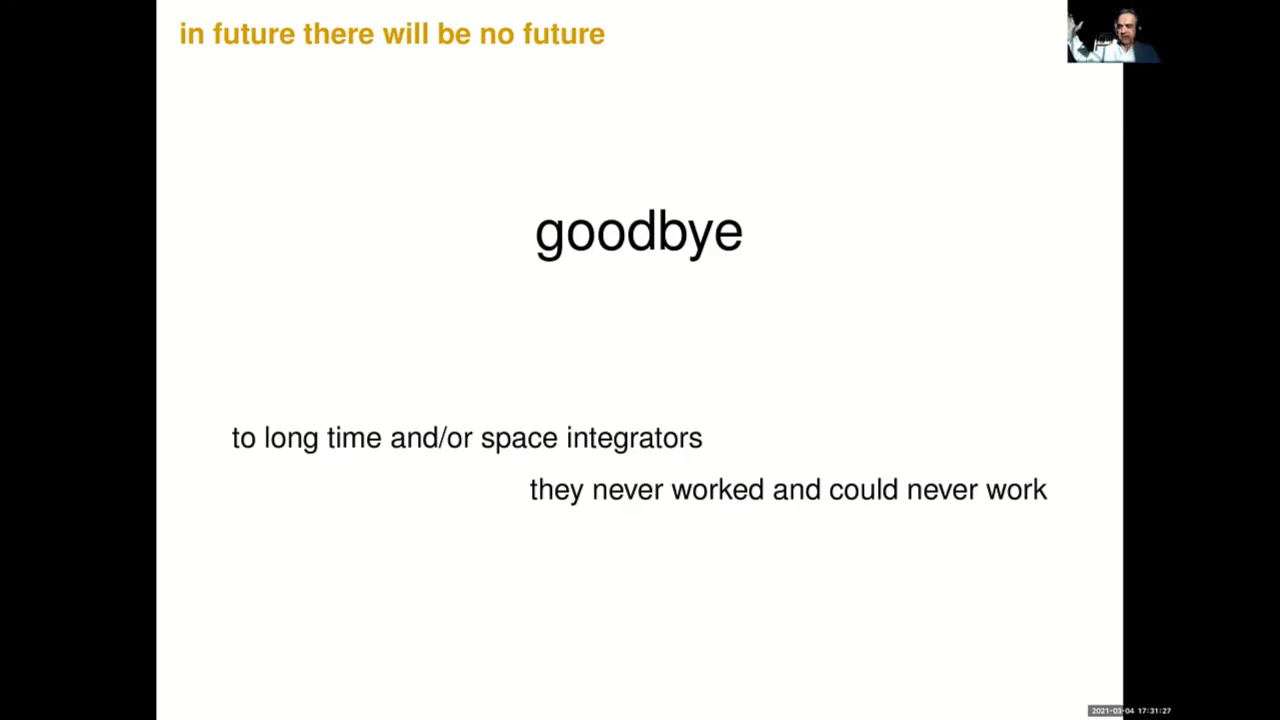 in future there will be no future
goodbye
to long time and/or space integrators
they never worked and could never work
2021-03-04 17:31:27